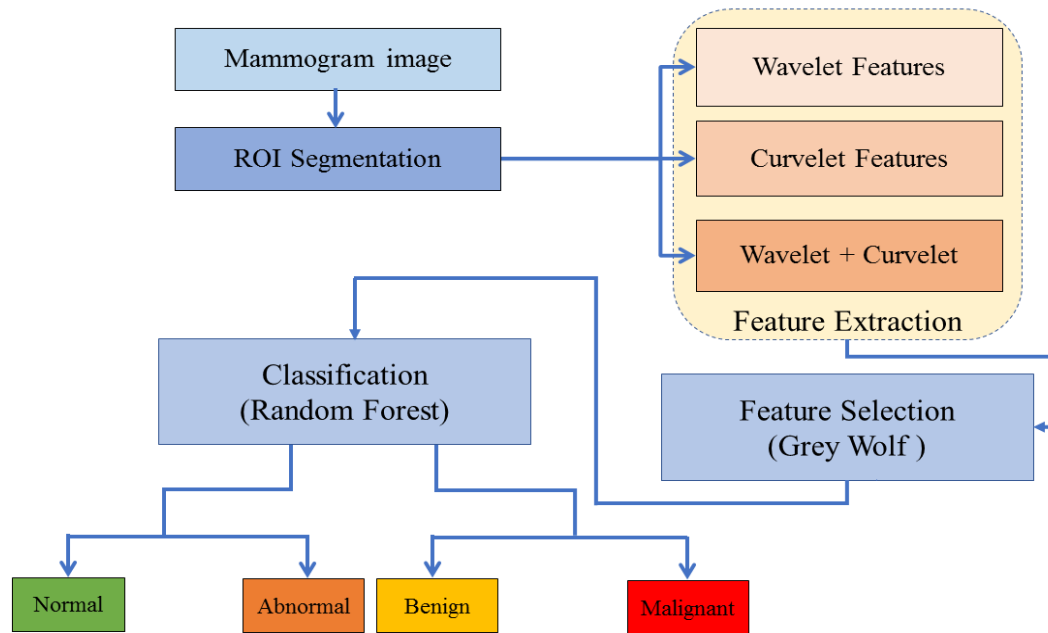 Mammogram image
ROI Segmentation
Wavelet Features
Curvelet Features
Wavelet + Curvelet
Feature Extraction
Classification
(Random Forest)
Feature Selection
(Grey Wolf )
Normal
Abnormal
Benign
Malignant